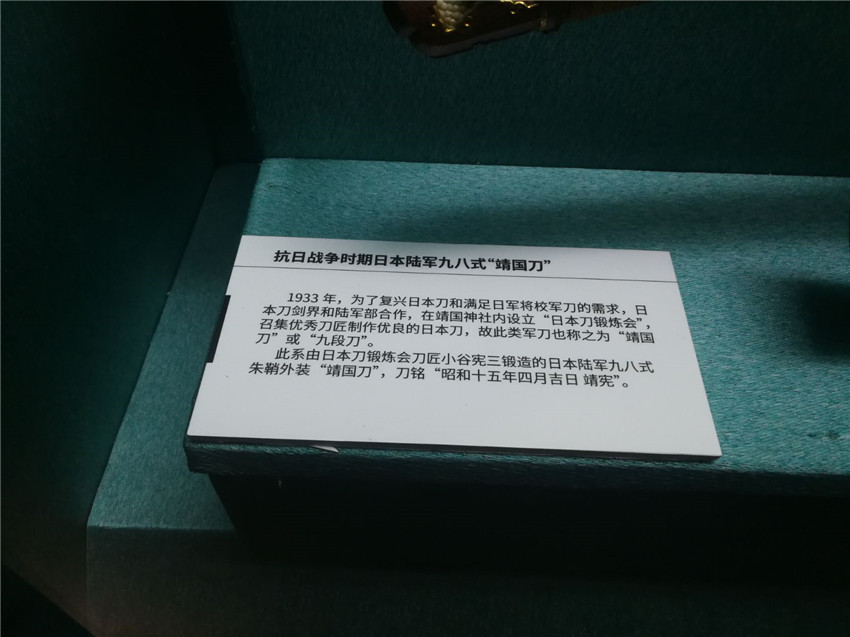 抗日战争时期日本陆军九八式“靖国刀”
1933 年，为了复兴日本刀和满足日军将校军刀的需求，日
本刀剑界和陆军部合作，在靖国神社内设立“日本刀锻炼会”，
召集优秀刀匠制作优良的日本刀，故此类军刀也称之为“靖国
刀”或“九段刀”。
此系由日本刀锻炼会刀匠小谷宪三锻造的日本陆军九八式
朱鞘外装“靖国刀”，刀铭“昭和十五年四月吉日 靖宪”。